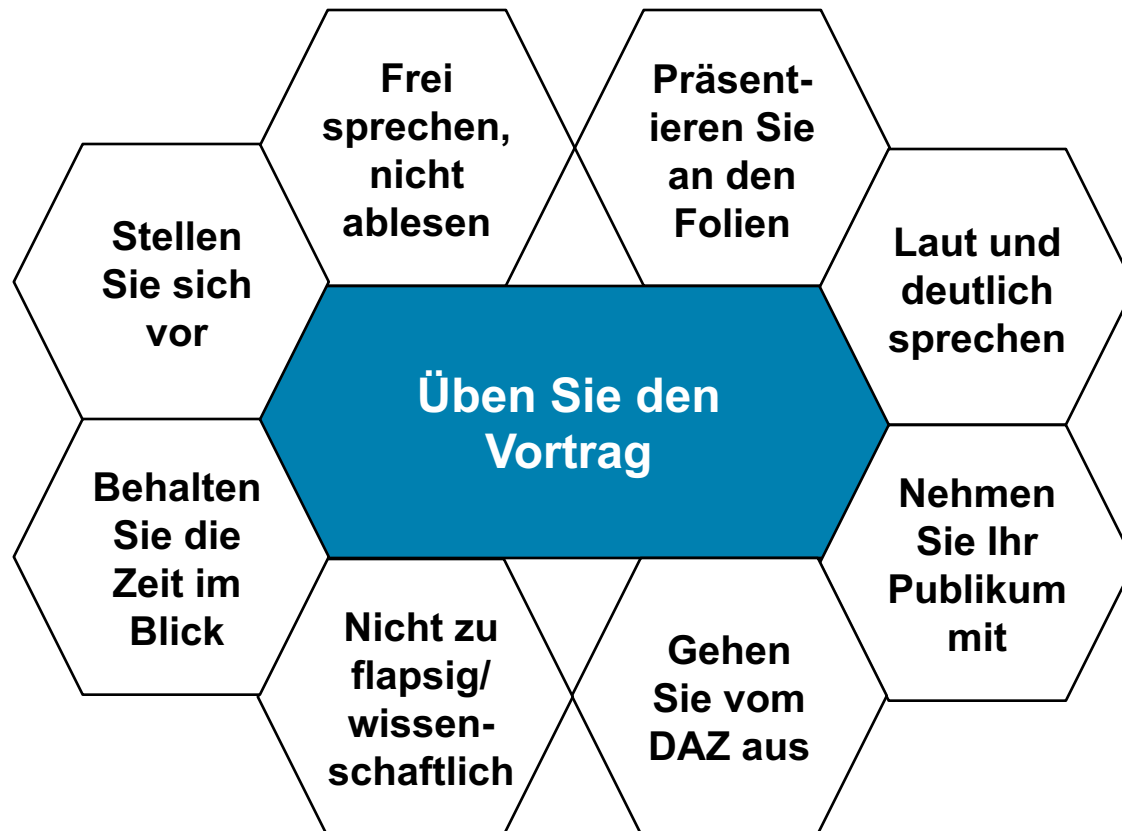 Frei
sprechen,
nicht
ablesen
Präsent-
ieren Sie
an den
Folien
Stellen
Sie sich
vor
Laut und
deutlich
sprechen
Üben Sie den
Vortrag
Behalten
Sie die
Zeit im
Blick
Nehmen
Sie Ihr
Publikum
mit
Nicht zu
flapsig/
wissen-
schaftlich
Gehen
Sie vom
DAZ aus